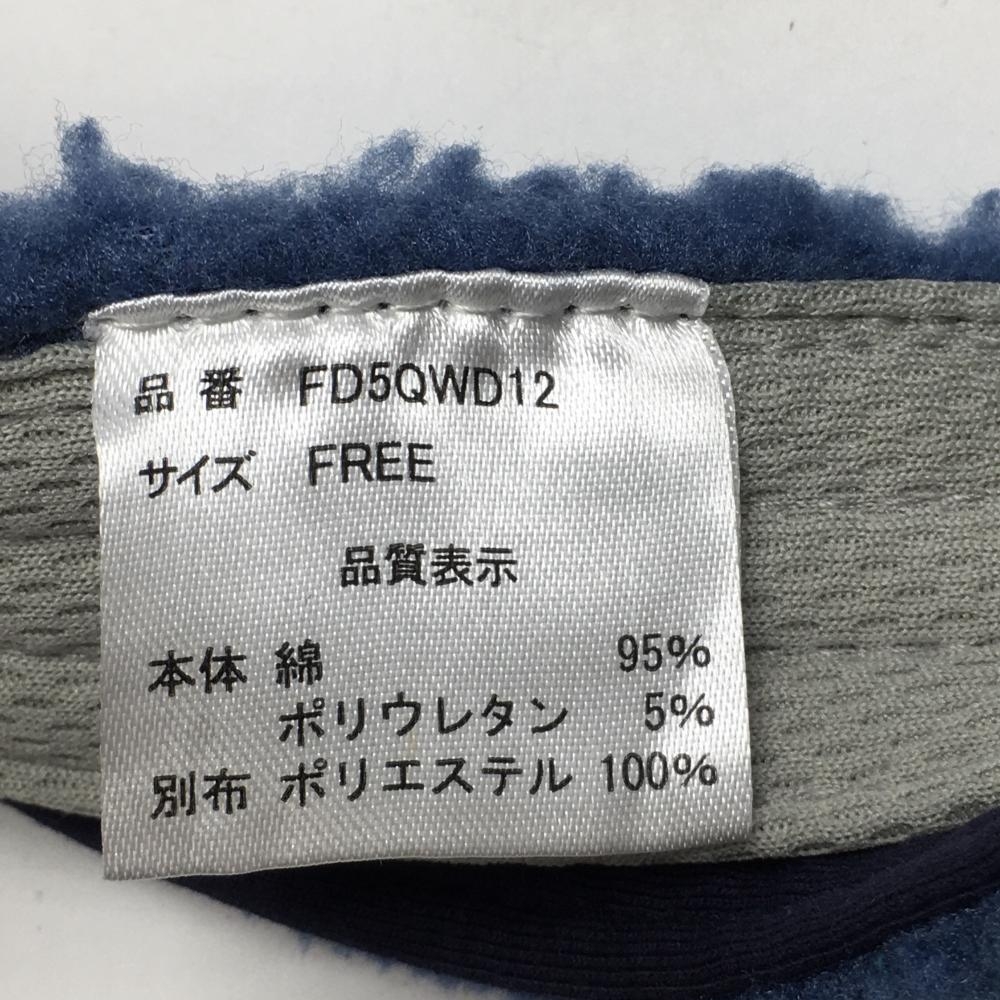 品番 FD5QWD12
サイズ FREE
品質表示
本体 綿 95%
ポリウレタン 5%
別布 ポリエステル 100%